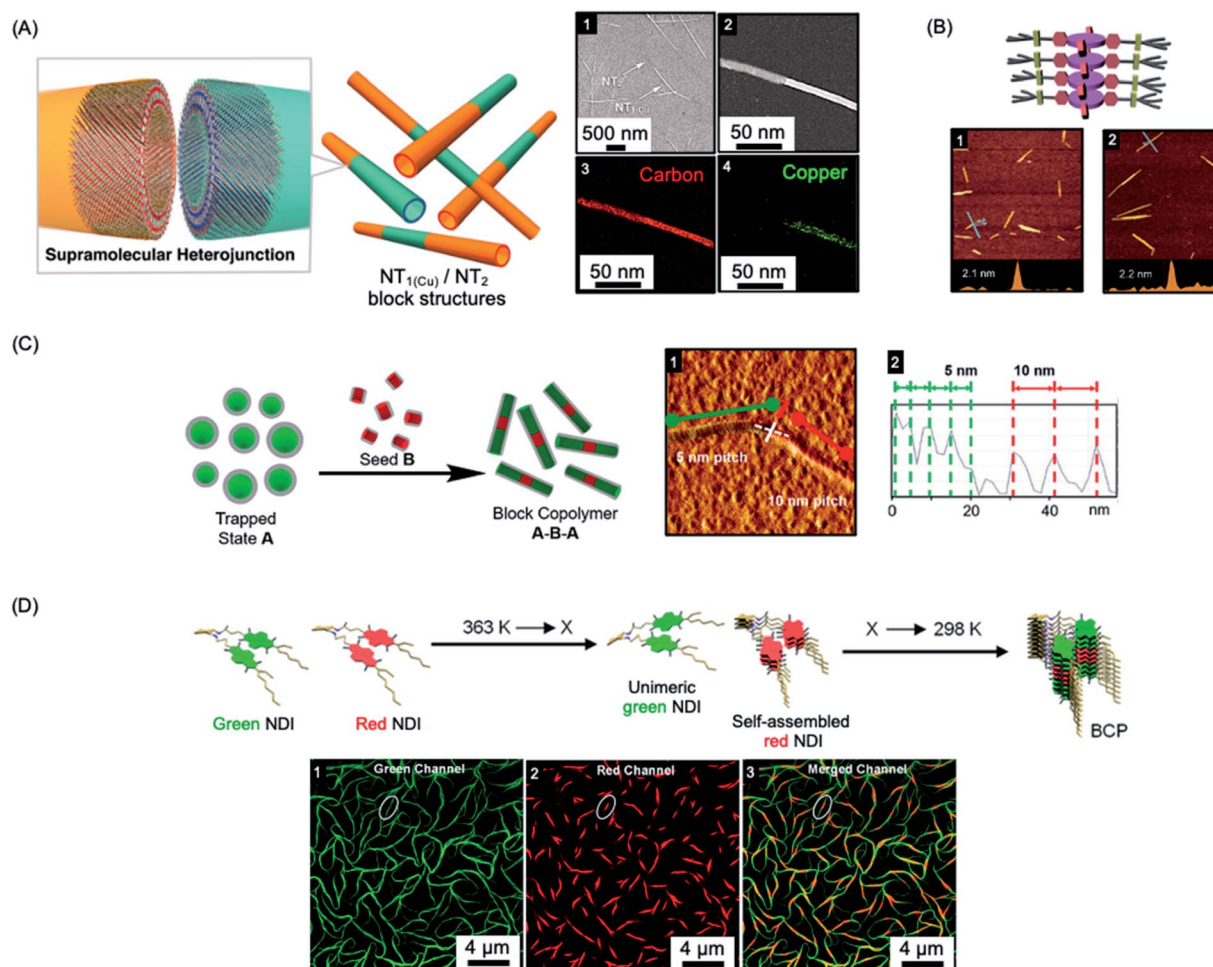 (A)
Supramolecular Heterojunction
NT1(Cu) / NT2
block structures
1
NT2
NT1-Cu
500 nm
2
50 nm
3
Carbon
50 nm
4
Copper
50 nm
(B)
1
2.1 nm
2
2.2 nm
(C)
Trapped
State A
Seed B
Block Copolymer
A-B-A
1
5 nm pitch
10 nm pitch
2
5 nm
10 nm
0
20
40
nm
(D)
Green NDI
Red NDI
363 K → X
Unimeric
green NDI
Self-assembled
red NDI
X → 298 K
BCP
1
Green Channel
4 µm
2
Red Channel
4 µm
3
Merged Channel
4 µm